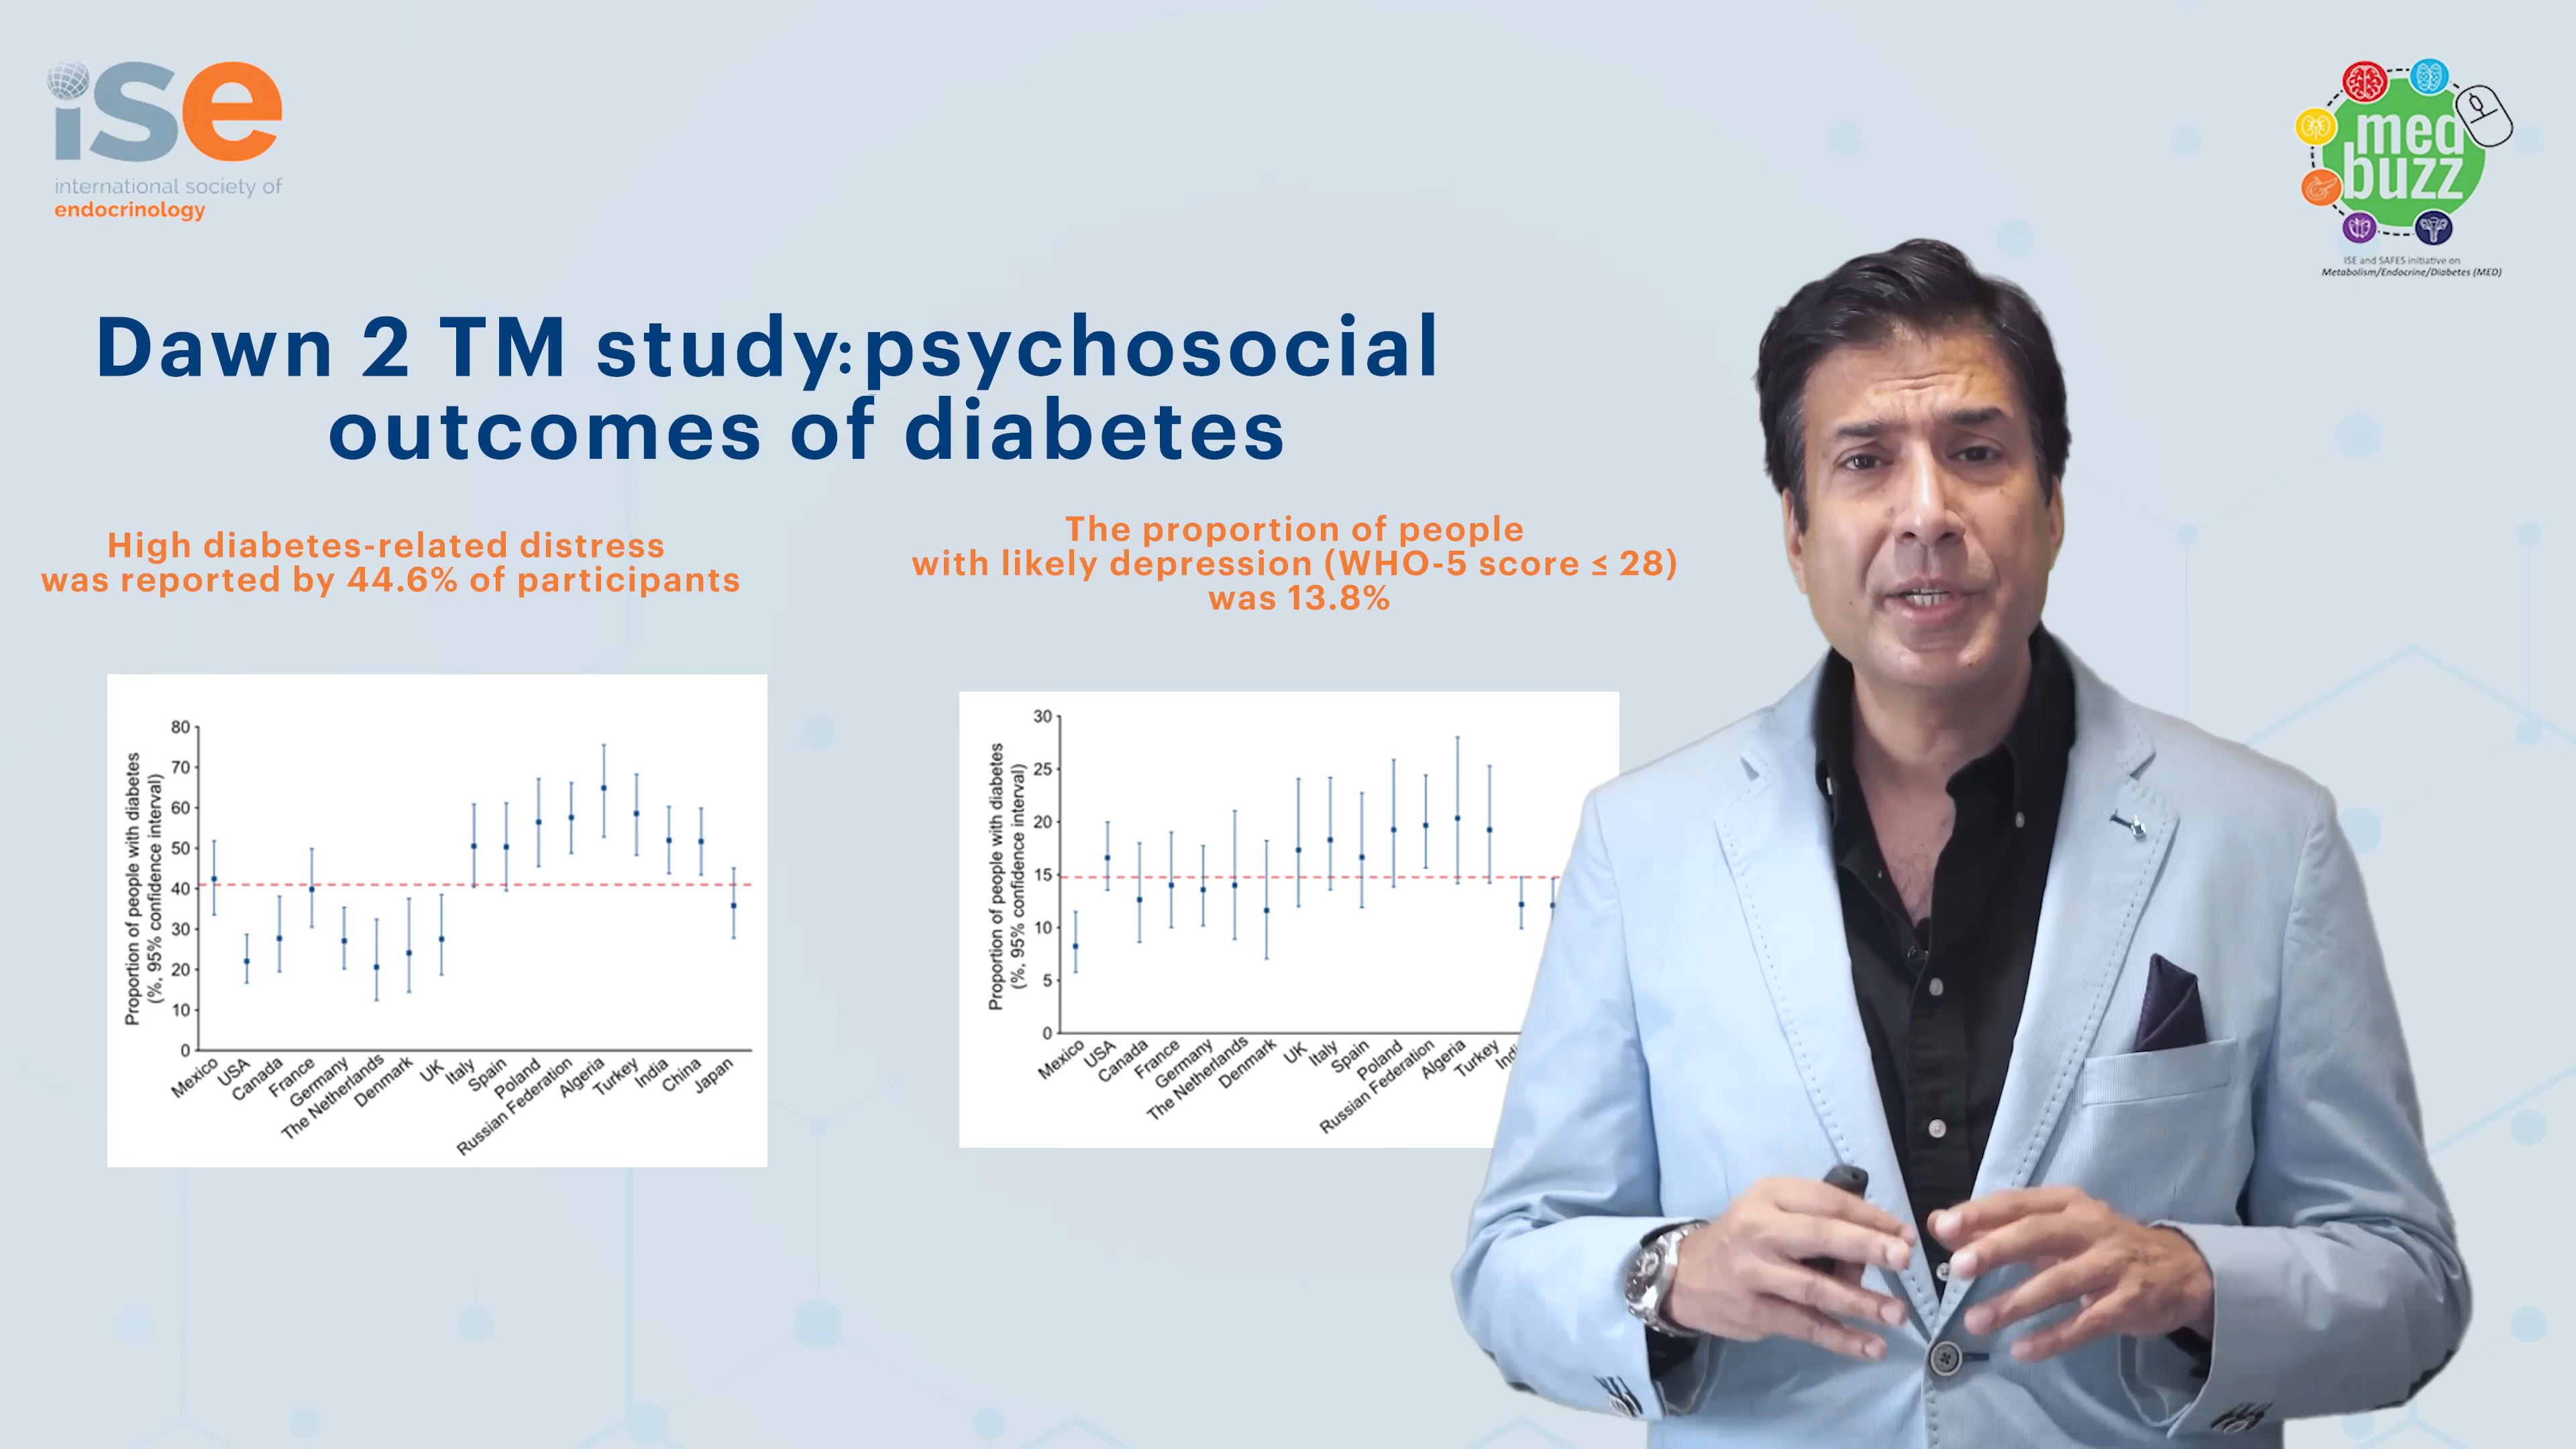 ise
international society of
endocrinology
med
buzz
ISE and SAFES initiative on
Metabolism/Endocrine/Diabetes (MED)
Dawn 2 TM study:psychosocial
outcomes of diabetes
High diabetes-related distress
was reported by 44.6% of participants
The proportion of people
with likely depression (WHO-5 score ≤ 28)
was 13.8%
Proportion of people with diabetes
(%, 95% confidence interval)
80
70
60
50
40
30
20
10
0
Mexico
USA
Canada
France
Germany
The Netherlands
Denmark
UK
Italy
Spain
Poland
Russian Federation
Algeria
Turkey
India
China
Japan
Proportion of people with diabetes
(%, 95% confidence interval)
30
25
20
15
10
5
0
Mexico
USA
Canada
France
Germany
The Netherlands
Denmark
UK
Italy
Spain
Poland
Russian Federation
Algeria
Turkey